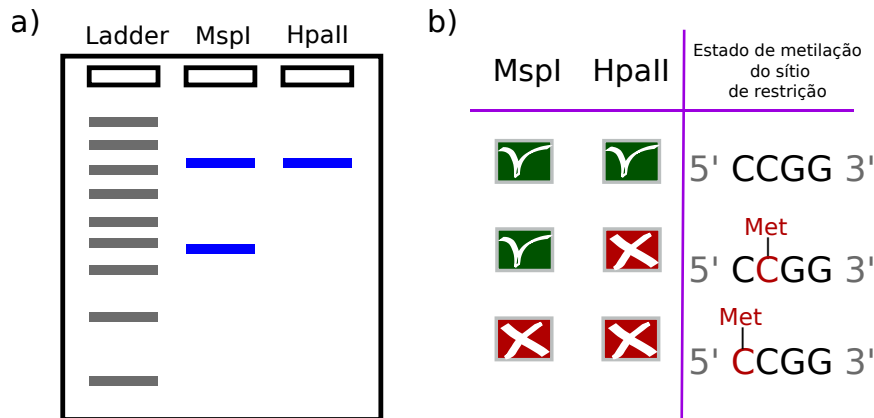 a)
Ladder MspI HpaII
b)
MspI HpaII
Estado de metilação
do sítio
de restrição
5' CCGG 3'
Met
5' CCGG 3'
Met
5' CCGG 3'